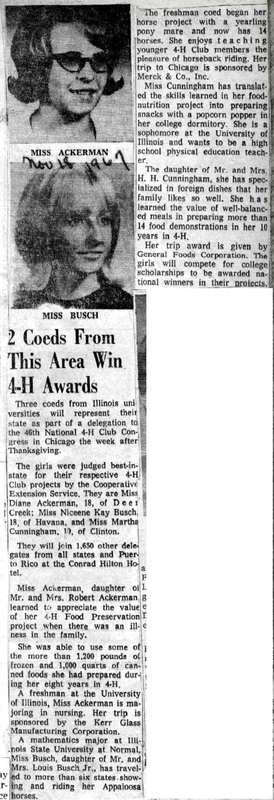 MISS ACKERMAN
Nov 18 1967
MISS BUSCH
2 Coeds From
This Area Win
4-H Awards
Three coeds from Illinois uni-
versities will represent their
state as part of a delegation to
the 46th National 4-H Club Con-
gress in Chicago the week after
Thanksgiving.
The girls were judged best-in-
state for their respective 4-H
Club projects by the Cooperative
Extension Service. They are Miss
Diane Ackerman, 18, of Deer
Creek; Miss Niceene Kay Busch,
18, of Havana, and Miss Martha
Cunningham, 19, of Clinton.
They will join 1,650 other dele-
gates from all states and Puer-
to Rico at the Conrad Hilton Ho-
tel.
Miss Ackerman, daughter of
Mr. and Mrs. Robert Ackerman,
learned to appreciate the value
of her 4-H Food Preservation
project when there was an ill-
ness in the family.
She was able to use some of
the more than 1,200 pounds of
frozen and 1,000 quarts of can-
ned foods she had prepared dur-
ing her eight years in 4-H.
A freshman at the University
of Illinois, Miss Ackerman is ma-
joring in nursing. Her trip is
sponsored by the Kerr Glass
Manufacturing Corporation.
A mathematics major at Illi-
nois State University at Normal,
Miss Busch, daughter of Mr. and
Mrs. Louis Busch Jr., has travel-
ed to more than six states show-
ing and riding her Appaloosa
horses.
The freshman coed began her
horse project with a yearling
pony mare and now has 14
horses. She enjoys teaching
younger 4-H Club members the
pleasure of horseback riding. Her
trip to Chicago is sponsored by
Merck & Co., Inc.
Miss Cunningham has translat-
ed the skills learned in her food-
nutrition project into preparing
snacks with a popcorn popper in
her college dormitory. She is a
sophomore at the University of
Illinois and wants to be a high
school physical education teach-
er.
The daughter of Mr. and Mrs.
H. H. Cunningham, she has spec-
ialized in foreign dishes that her
family likes so well. She has
learned the value of well-balanc-
ed meals in preparing more than
14 food demonstrations in her 10
years in 4-H.
Her trip award is given by
General Foods Corporation. The
girls will compete for college
scholarships to be awarded na-
tional winners in their projects.